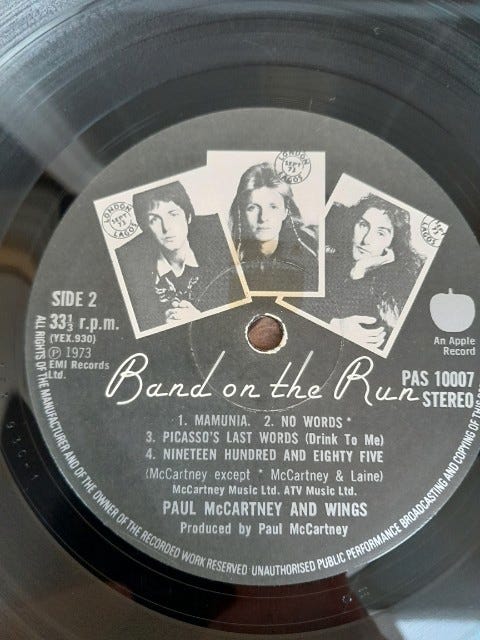 LONDON
SEPT 73
LAGOS
LONDON
SEPT 73
LAGOS
LONDON
LAGOS
SIDE 2
33⅓ r.p.m.
(YEX.930)
Ⓟ 1973
EMI Records
Ltd.
An Apple
Record
Band on the Run
PAS 10007
STEREO
1. MAMUNIA. 2. NO WORDS *
3. PICASSO'S LAST WORDS (Drink To Me)
4. NINETEEN HUNDRED AND EIGHTY FIVE
(McCartney except * McCartney & Laine)
McCartney Music Ltd. ATV Music Ltd.
PAUL McCARTNEY AND WINGS
Produced by Paul McCartney
ALL RIGHTS OF THE MANUFACTURER AND OF THE OWNER OF THE RECORDED WORK RESERVED · UNAUTHORISED PUBLIC PERFORMANCE BROADCASTING AND COPYING OF